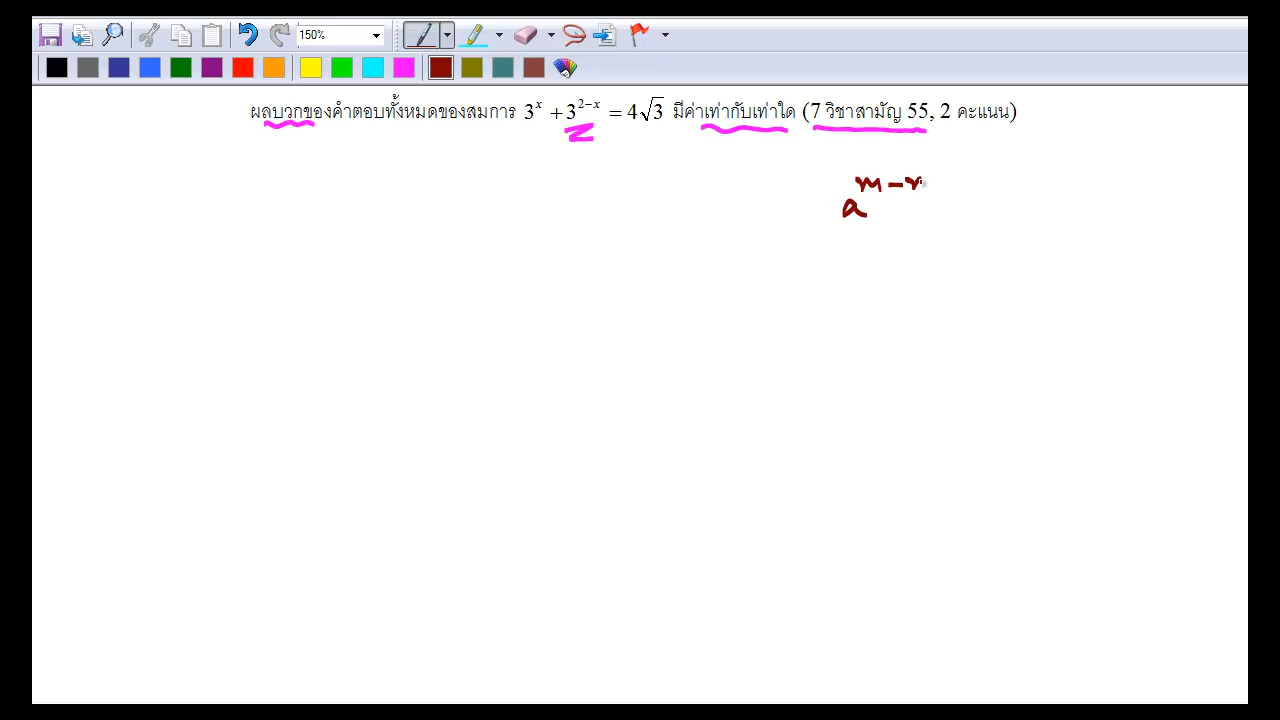 150%
ผลบวกของคำตอบทั้งหมดของสมการ 3^x + 3^{2-x} = 4√3 มีค่าเท่ากับเท่าใด (7 วิชาสามัญ 55, 2 คะแนน)
a^{m-n}